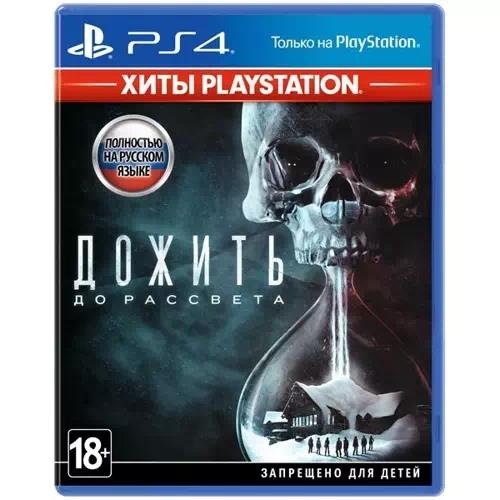 PS4
Только на PlayStation
ХИТЫ PLAYSTATION
ПОЛНОСТЬЮ
НА РУССКОМ
ЯЗЫКЕ
ДОЖИТЬ
ДО РАССВЕТА
18+
ЗАПРЕЩЕНО ДЛЯ ДЕТЕЙ